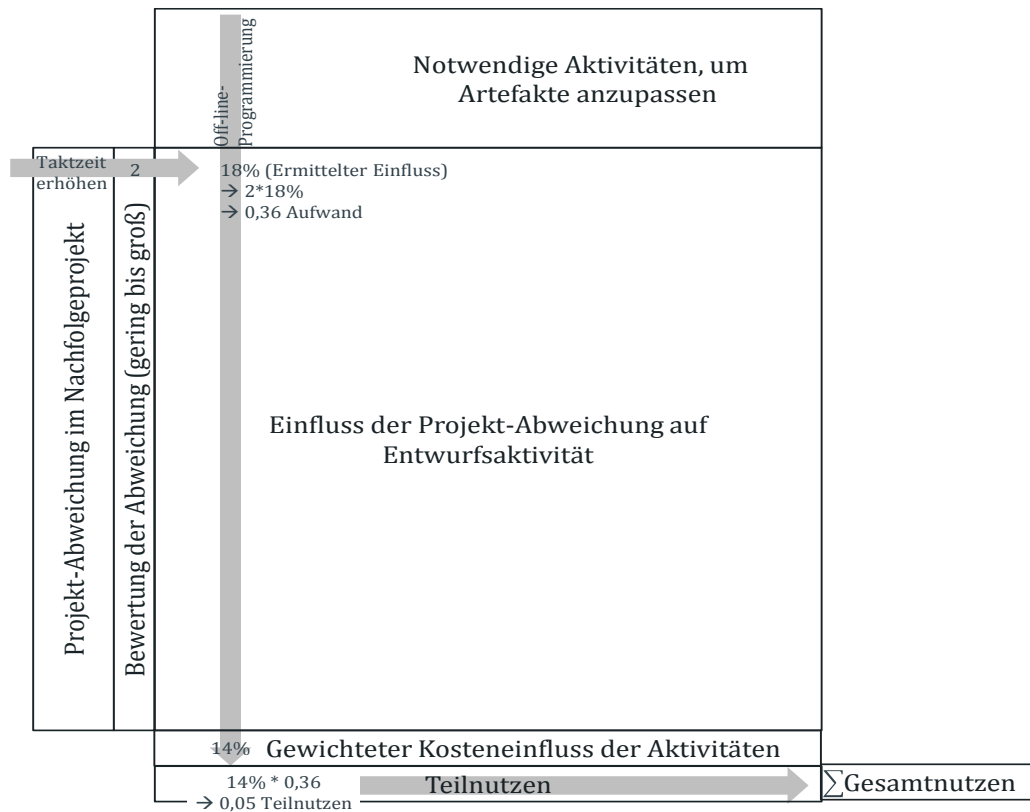 Off-line-
Programmierung
Notwendige Aktivitäten, um
Artefakte anzupassen
Taktzeit
erhöhen
2
18% (Ermittelter Einfluss)
→ 2*18%
→ 0,36 Aufwand
Projekt-Abweichung im Nachfolgeprojekt
Bewertung der Abweichung (gering bis groß)
Einfluss der Projekt-Abweichung auf
Entwurfsaktivität
14% Gewichteter Kosteneinfluss der Aktivitäten
14% * 0,36
→ 0,05 Teilnutzen
Teilnutzen
∑Gesamtnutzen